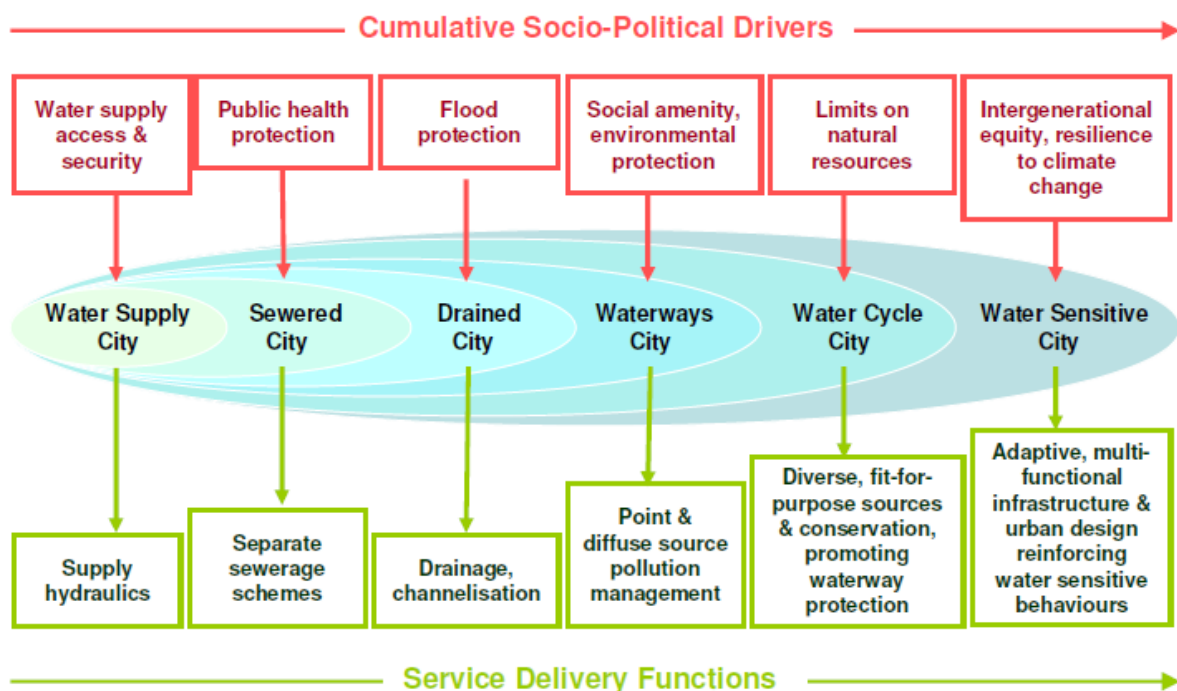 Cumulative Socio-Political Drivers
Water supply
access &
security
Public health
protection
Flood
protection
Social amenity,
environmental
protection
Limits on
natural
resources
Intergenerational
equity, resilience
to climate
change
Water Supply
City
Sewered
City
Drained
City
Waterways
City
Water Cycle
City
Water Sensitive
City
Supply
hydraulics
Separate
sewerage
schemes
Drainage,
channelisation
Point &
diffuse source
pollution
management
Diverse, fit-for-
purpose sources
& conservation,
promoting
waterway
protection
Adaptive, multi-
functional
infrastructure &
urban design
reinforcing
water sensitive
behaviours
Service Delivery Functions